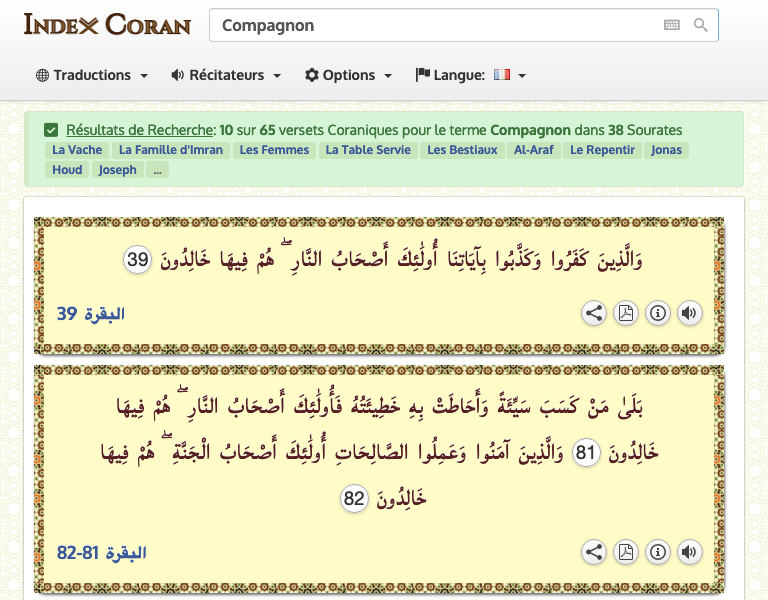 INDEX CORAN
Compagnon
Traductions Récitateurs Options Langue:
Résultats de Recherche: 10 sur 65 versets Coraniques pour le terme Compagnon dans 38 Sourates
La Vache La Famille d'Imran Les Femmes La Table Servie Les Bestiaux Al-Araf Le Repentir Jonas
Houd Joseph ...
وَالَّذِينَ كَفَرُوا وَكَذَّبُوا بِآيَاتِنَا أُولَٰئِكَ أَصْحَابُ النَّارِ ۖ هُمْ فِيهَا خَالِدُونَ 39
البقرة 39
بَلَىٰ مَنْ كَسَبَ سَيِّئَةً وَأَحَاطَتْ بِهِ خَطِيئَتُهُ فَأُولَٰئِكَ أَصْحَابُ النَّارِ ۖ هُمْ فِيهَا
خَالِدُونَ 81 وَالَّذِينَ آمَنُوا وَعَمِلُوا الصَّالِحَاتِ أُولَٰئِكَ أَصْحَابُ الْجَنَّةِ ۖ هُمْ فِيهَا
خَالِدُونَ 82
البقرة 81-82